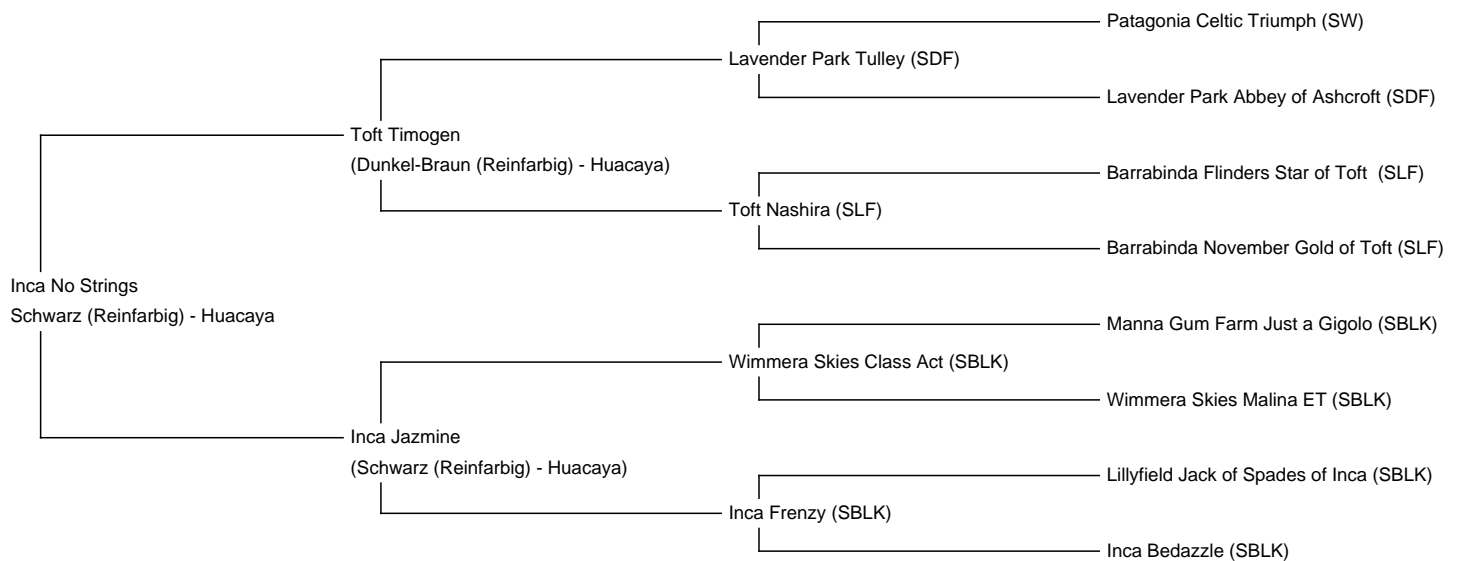 Patagonia Celtic Triumph (SW)
Lavender Park Tulley (SDF)
Lavender Park Abbey of Ashcroft (SDF)
Toft Timogen
(Dunkel-Braun (Reinfarbig) - Huacaya)
Barrabinda Flinders Star of Toft  (SLF)
Toft Nashira (SLF)
Barrabinda November Gold of Toft (SLF)
Inca No Strings
Schwarz (Reinfarbig) - Huacaya
Manna Gum Farm Just a Gigolo (SBLK)
Wimmera Skies Class Act (SBLK)
Wimmera Skies Malina ET (SBLK)
Inca Jazmine
(Schwarz (Reinfarbig) - Huacaya)
Lillyfield Jack of Spades of Inca (SBLK)
Inca Frenzy (SBLK)
Inca Bedazzle (SBLK)